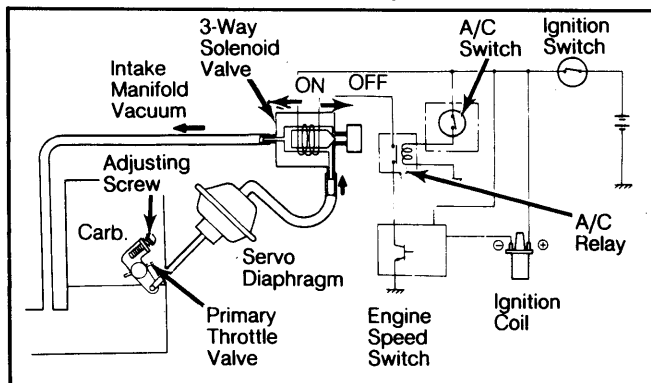 3-Way
Solenoid
Valve
A/C
Switch
Ignition
Switch
Intake
Manifold
Vacuum
ON
OFF
Adjusting
Screw
Carb.
Servo
Diaphragm
A/C
Relay
Primary
Throttle
Valve
Engine
Speed
Switch
⊖
⊕
Ignition
Coil